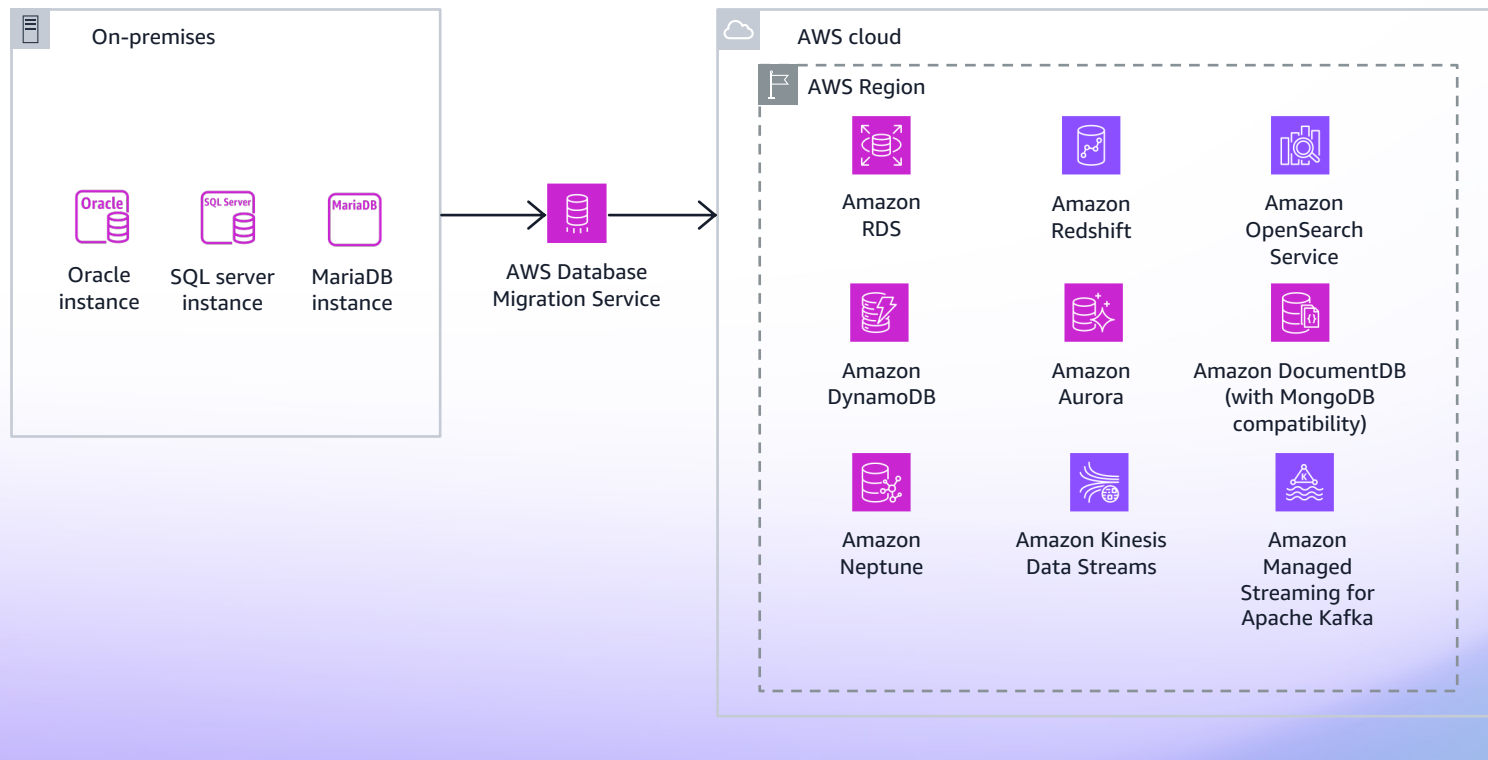 On-premises
Oracle
SQL Server
MariaDB
Oracle
instance
SQL server
instance
MariaDB
instance
AWS Database
Migration Service
AWS cloud
AWS Region
Amazon
RDS
Amazon
Redshift
Amazon
OpenSearch
Service
Amazon
DynamoDB
Amazon
Aurora
Amazon DocumentDB
(with MongoDB
compatibility)
Amazon
Neptune
Amazon Kinesis
Data Streams
K
Amazon
Managed
Streaming for
Apache Kafka